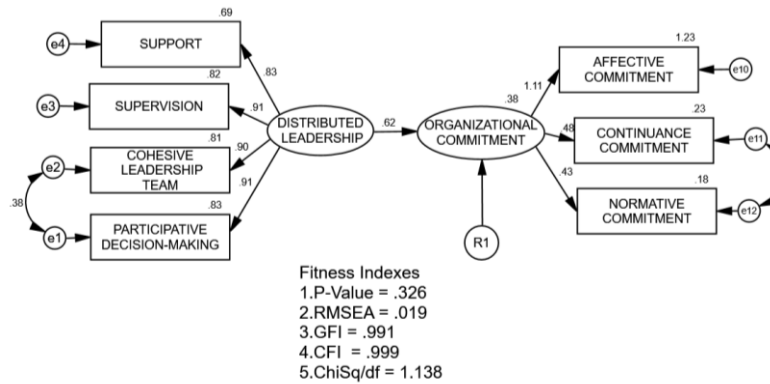 .69
e4
SUPPORT
.83
.82
e3
SUPERVISION
.91
.81
e2
COHESIVE
LEADERSHIP
TEAM
.90
.38
.91
.83
e1
PARTICIPATIVE
DECISION-MAKING
DISTRIBUTED
LEADERSHIP
.62
.38
ORGANIZATIONAL
COMMITMENT
R1
1.11
1.23
AFFECTIVE
COMMITMENT
e10
.48
.23
CONTINUANCE
COMMITMENT
e11
.43
.18
NORMATIVE
COMMITMENT
e12
Fitness Indexes
1.P-Value = .326
2.RMSEA = .019
3.GFI = .991
4.CFI = .999
5.ChiSq/df = 1.138